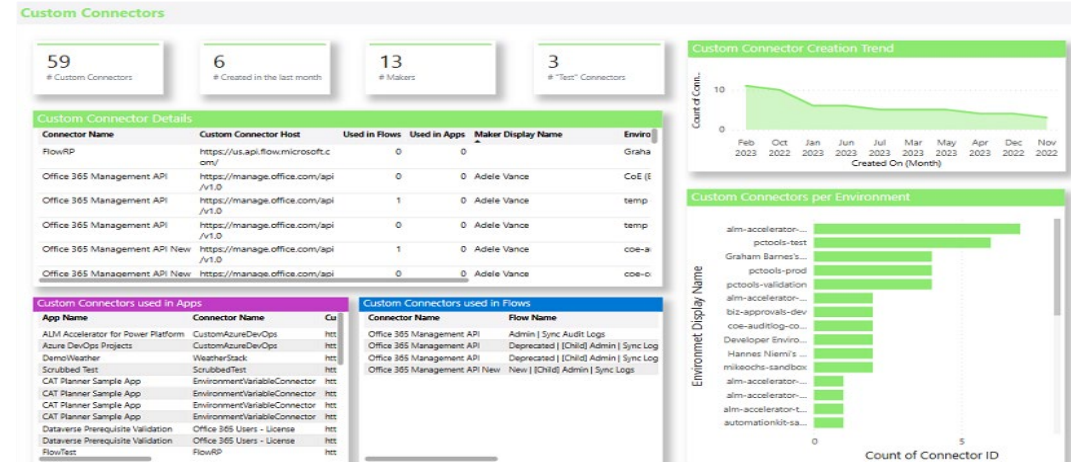 Custom Connectors
59
# Custom Connectors
6
# Created in the last month
13
# Makers
3
# "Test" Connectors
Custom Connector Details
Connector Name Custom Connector Host Used in Flows Used in Apps Maker Display Name Enviro
FlowRP https://us.api.flow.microsoft.c 0 0 Graha
om/
Office 365 Management API https://manage.office.com/api 0 0 Adele Vance CoE (E
/v1.0
Office 365 Management API https://manage.office.com/api 1 0 Adele Vance temp
/v1.0
Office 365 Management API https://manage.office.com/api 0 0 Adele Vance temp
/v1.0
Office 365 Management API New https://manage.office.com/api 1 0 Adele Vance coe-a
/v1.0
Office 365 Management API New https://manage.office.com/api 0 0 Adele Vance coe-c
Custom Connectors used in Apps
App Name Connector Name Cu
ALM Accelerator for Power Platform CustomAzureDevOps htt
Azure DevOps Projects CustomAzureDevOps htt
DemoWeather WeatherStack htt
Scrubbed Test ScrubbedTest htt
CAT Planner Sample App EnvironmentVariableConnector htt
CAT Planner Sample App EnvironmentVariableConnector htt
CAT Planner Sample App EnvironmentVariableConnector htt
Dataverse Prerequisite Validation Office 365 Users - License htt
Dataverse Prerequisite Validation Office 365 Users - License htt
FlowTest FlowRP htt
Custom Connectors used in Flows
Connector Name Flow Name
Office 365 Management API Admin | Sync Audit Logs
Office 365 Management API Deprecated | [Child] Admin | Sync Log
Office 365 Management API Deprecated | [Child] Admin | Sync Log
Office 365 Management API New New | [Child] Admin | Sync Logs
Custom Connector Creation Trend
Count of Conn...
10
0
Feb Oct Jan Jun Jul Mar May Apr Dec Nov
2023 2022 2023 2023 2023 2023 2023 2023 2022 2022
Created On (Month)
Custom Connectors per Environment
Environmet Display Name
alm-accelerator-...
pctools-test
Graham Barnes's...
pctools-prod
pctools-validation
alm-accelerator-...
biz-approvals-dev
coe-auditlog-co...
Developer Enviro...
Hannes Niemi's ...
mikeochs-sandbox
alm-accelerator-...
alm-accelerator-...
alm-accelerator-t...
automationkit-sa...
0 5
Count of Connector ID